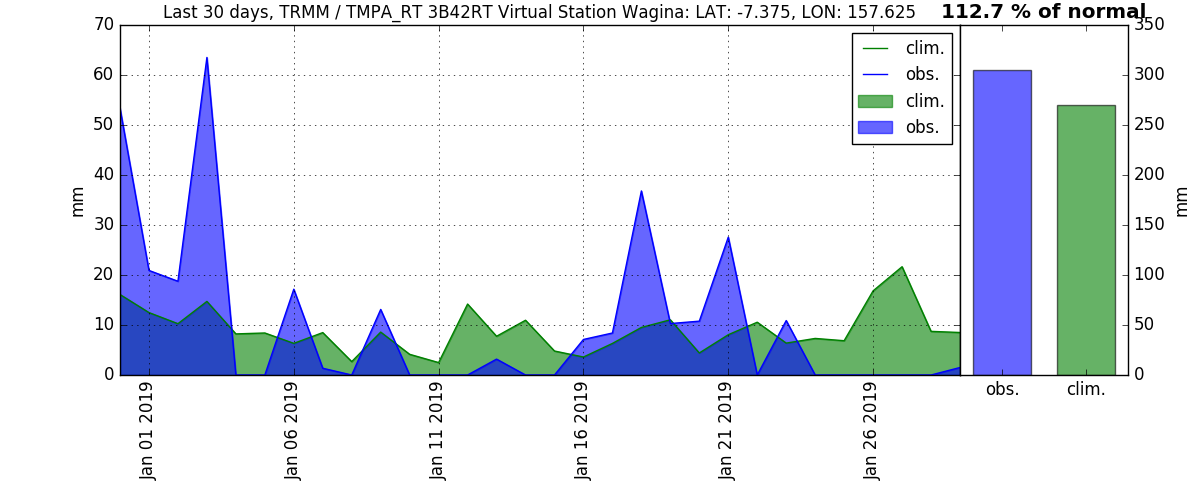 Last 30 days, TRMM / TMPA_RT 3B42RT Virtual Station Wagina: LAT: -7.375, LON: 157.625
112.7 % of normal
70
60
50
40
30
20
10
0
mm
clim.
obs.
clim.
obs.
Jan 01 2019
Jan 06 2019
Jan 11 2019
Jan 16 2019
Jan 21 2019
Jan 26 2019
350
300
250
200
150
100
50
0
mm
obs.
clim.